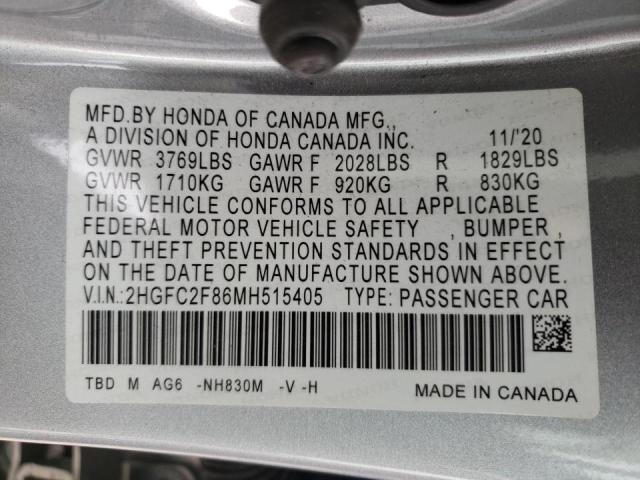 MFD.BY HONDA OF CANADA MFG.,
A DIVISION OF HONDA CANADA INC. 11/'20
GVWR 3769LBS GAWR F 2028LBS R 1829LBS
GVWR 1710KG GAWR F 920KG R 830KG
THIS VEHICLE CONFORMS TO ALL APPLICABLE
FEDERAL MOTOR VEHICLE SAFETY , BUMPER ,
AND THEFT PREVENTION STANDARDS IN EFFECT
ON THE DATE OF MANUFACTURE SHOWN ABOVE.
V.I.N.:2HGFC2F86MH515405 TYPE: PASSENGER CAR
TBD M AG6 -NH830M -V -H
MADE IN CANADA